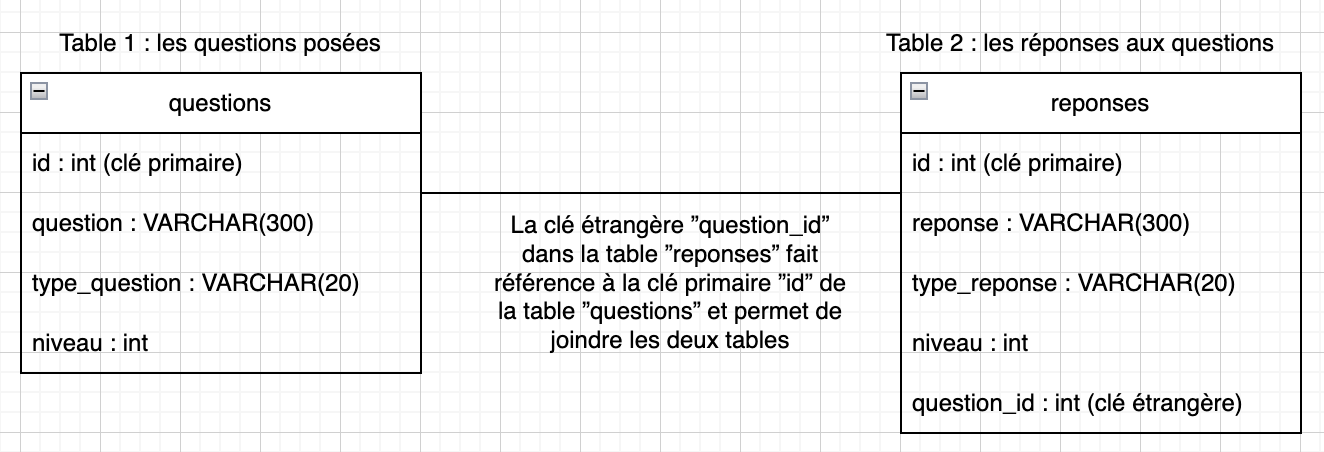 Table 1 : les questions posées
questions
id : int (clé primaire)
question : VARCHAR(300)
type_question : VARCHAR(20)
niveau : int
La clé étrangère ”question_id”
dans la table ”reponses” fait
référence à la clé primaire ”id” de
la table ”questions” et permet de
joindre les deux tables
Table 2 : les réponses aux questions
reponses
id : int (clé primaire)
reponse : VARCHAR(300)
type_reponse : VARCHAR(20)
niveau : int
question_id : int (clé étrangère)